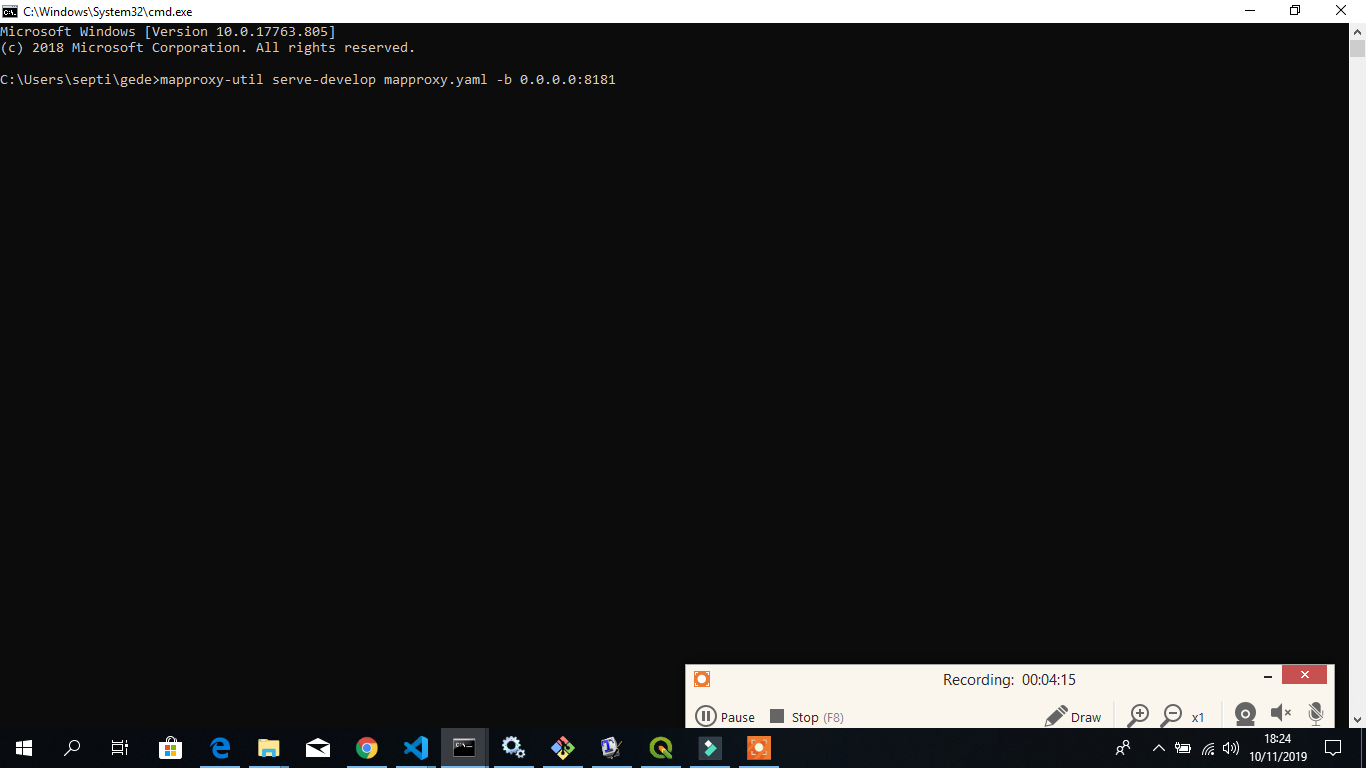 C:\Windows\System32\cmd.exe
Microsoft Windows [Version 10.0.17763.805]
(c) 2018 Microsoft Corporation. All rights reserved.
C:\Users\septi\gede>mapproxy-util serve-develop mapproxy.yaml -b 0.0.0.0:8181
Recording: 00:04:15
Pause Stop (F8) Draw x1
18:24
10/11/2019